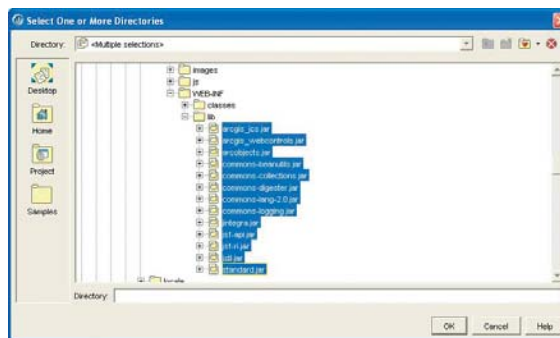 Select One or More Directories
Directory: <Multiple selections>
Desktop
Home
Project
Samples
images
js
WEB-INF
classes
lib
arcgis_jcs.jar
arcgis_webcontrols.jar
arcobjects.jar
commons-beanutils.jar
commons-collections.jar
commons-digester.jar
commons-lang-2.0.jar
commons-logging.jar
integra.jar
jsf-api.jar
jsf-ri.jar
jstl.jar
standard.jar
locale
Directory:
OK Cancel Help